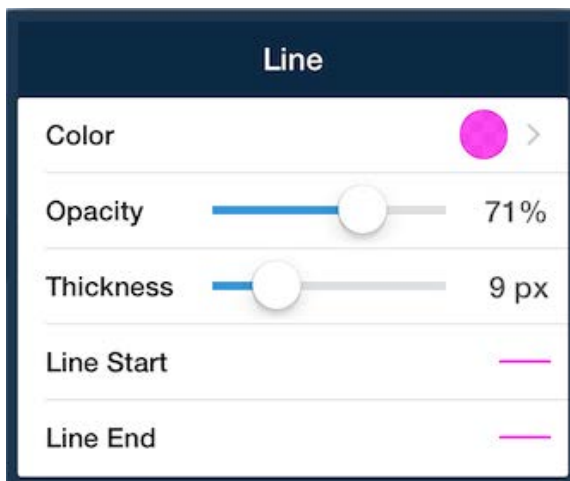 Line
Color
Opacity 71%
Thickness 9 px
Line Start
Line End